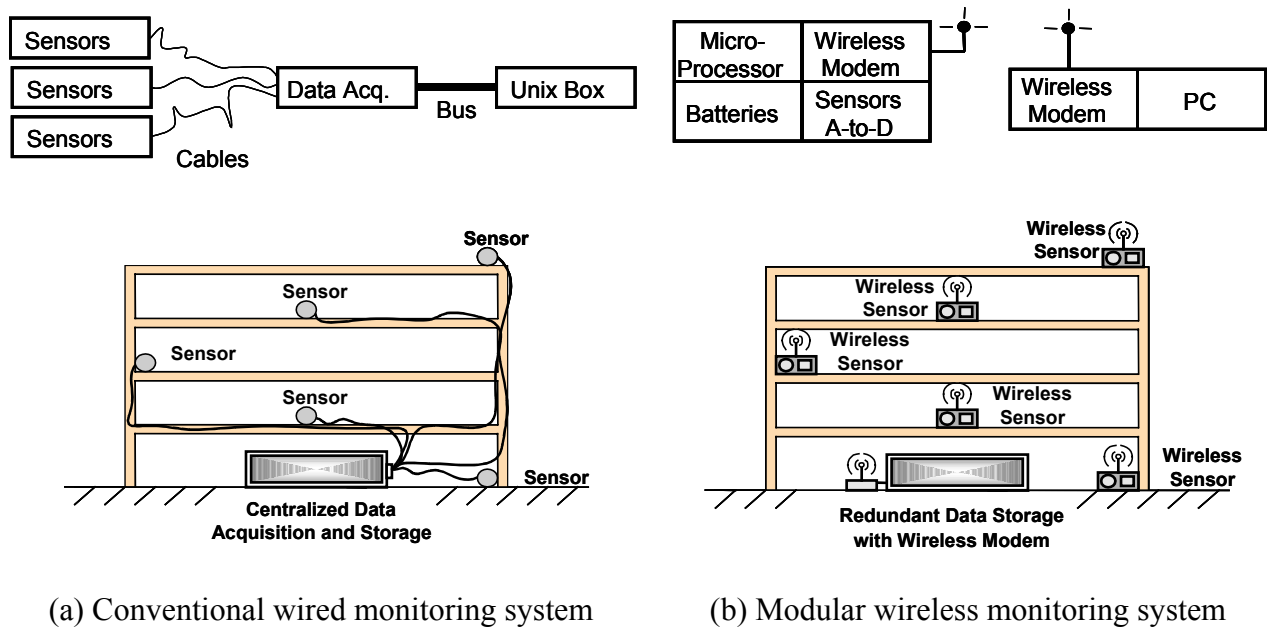 Sensors
Sensors
Sensors
Cables
Data Acq.
Bus
Unix Box
Sensor
Sensor
Sensor
Sensor
Sensor
Centralized Data
Acquisition and Storage
(a) Conventional wired monitoring system
Micro-
Processor
Wireless
Modem
Batteries
Sensors
A-to-D
Wireless
Modem
PC
Wireless
Sensor
Wireless
Sensor
Wireless
Sensor
Wireless
Sensor
Wireless
Sensor
Redundant Data Storage
with Wireless Modem
(b) Modular wireless monitoring system